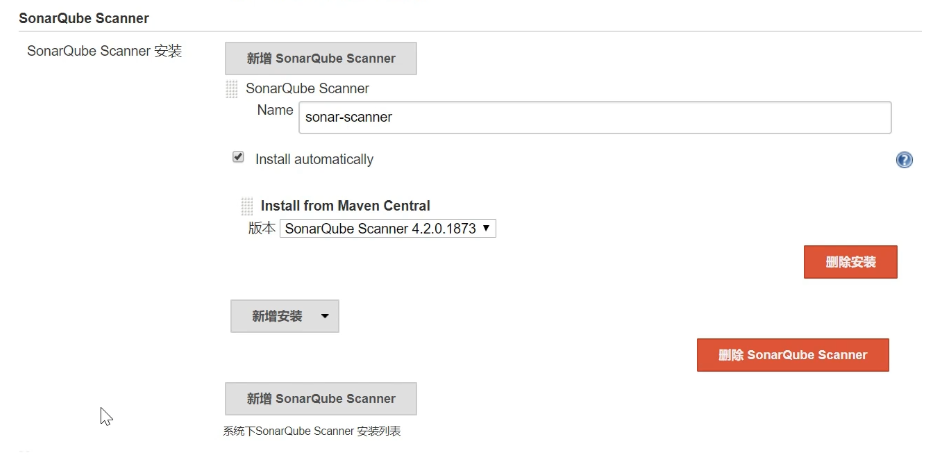 SonarQube Scanner
SonarQube Scanner 安装
新增 SonarQube Scanner
SonarQube Scanner
Name sonar-scanner
Install automatically
Install from Maven Central
版本 SonarQube Scanner 4.2.0.1873
删除安装
新增安装
删除 SonarQube Scanner
新增 SonarQube Scanner
系统下SonarQube Scanner 安装列表